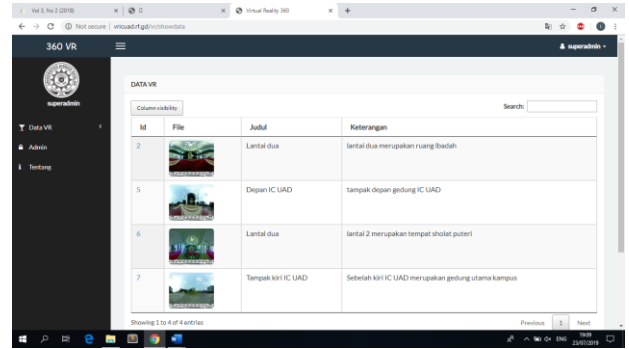 Vol 3, No 2 (2018)
0
Virtual Reality 360
Not secure | vricuad.rf.gd/vr/showdata
360 VR
superadmin
superadmin
Data VR
Admin
Tentang
DATA VR
Column visibility
Search:
Id File Judul Keterangan
2 Lantai dua lantai dua merupakan ruang ibadah
5 Depan IC UAD tampak depan gedung IC UAD
6 Lantai dua lantai 2 merupakan tempat sholat puteri
7 Tampak kiri IC UAD Sebelah kiri IC UAD merupakan gedung utama kampus
Showing 1 to 4 of 4 entries
Previous 1 Next
ENG
19:09
23/07/2019